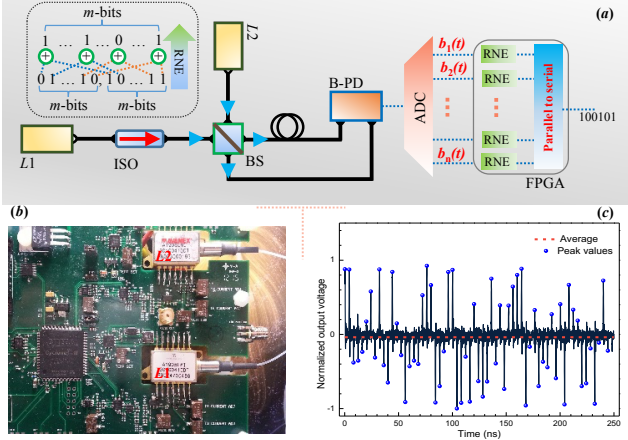 m-bits
(a)
1 ... 1 ... 0 ... 1
+ + + +
0 1 ... 1 0, 1 0 ... 1 1
m-bits m-bits
RNE
L2
L1
ISO
BS
B-PD
ADC
b1(t)
b2(t)
bn(t)
RNE
RNE
RNE
RNE
Parallel to serial
FPGA
100101
(b)
L2
L1
(c)
Average
Peak values
Normalized output voltage
1
0
-1
0 50 100 150 200 250
Time (ns)